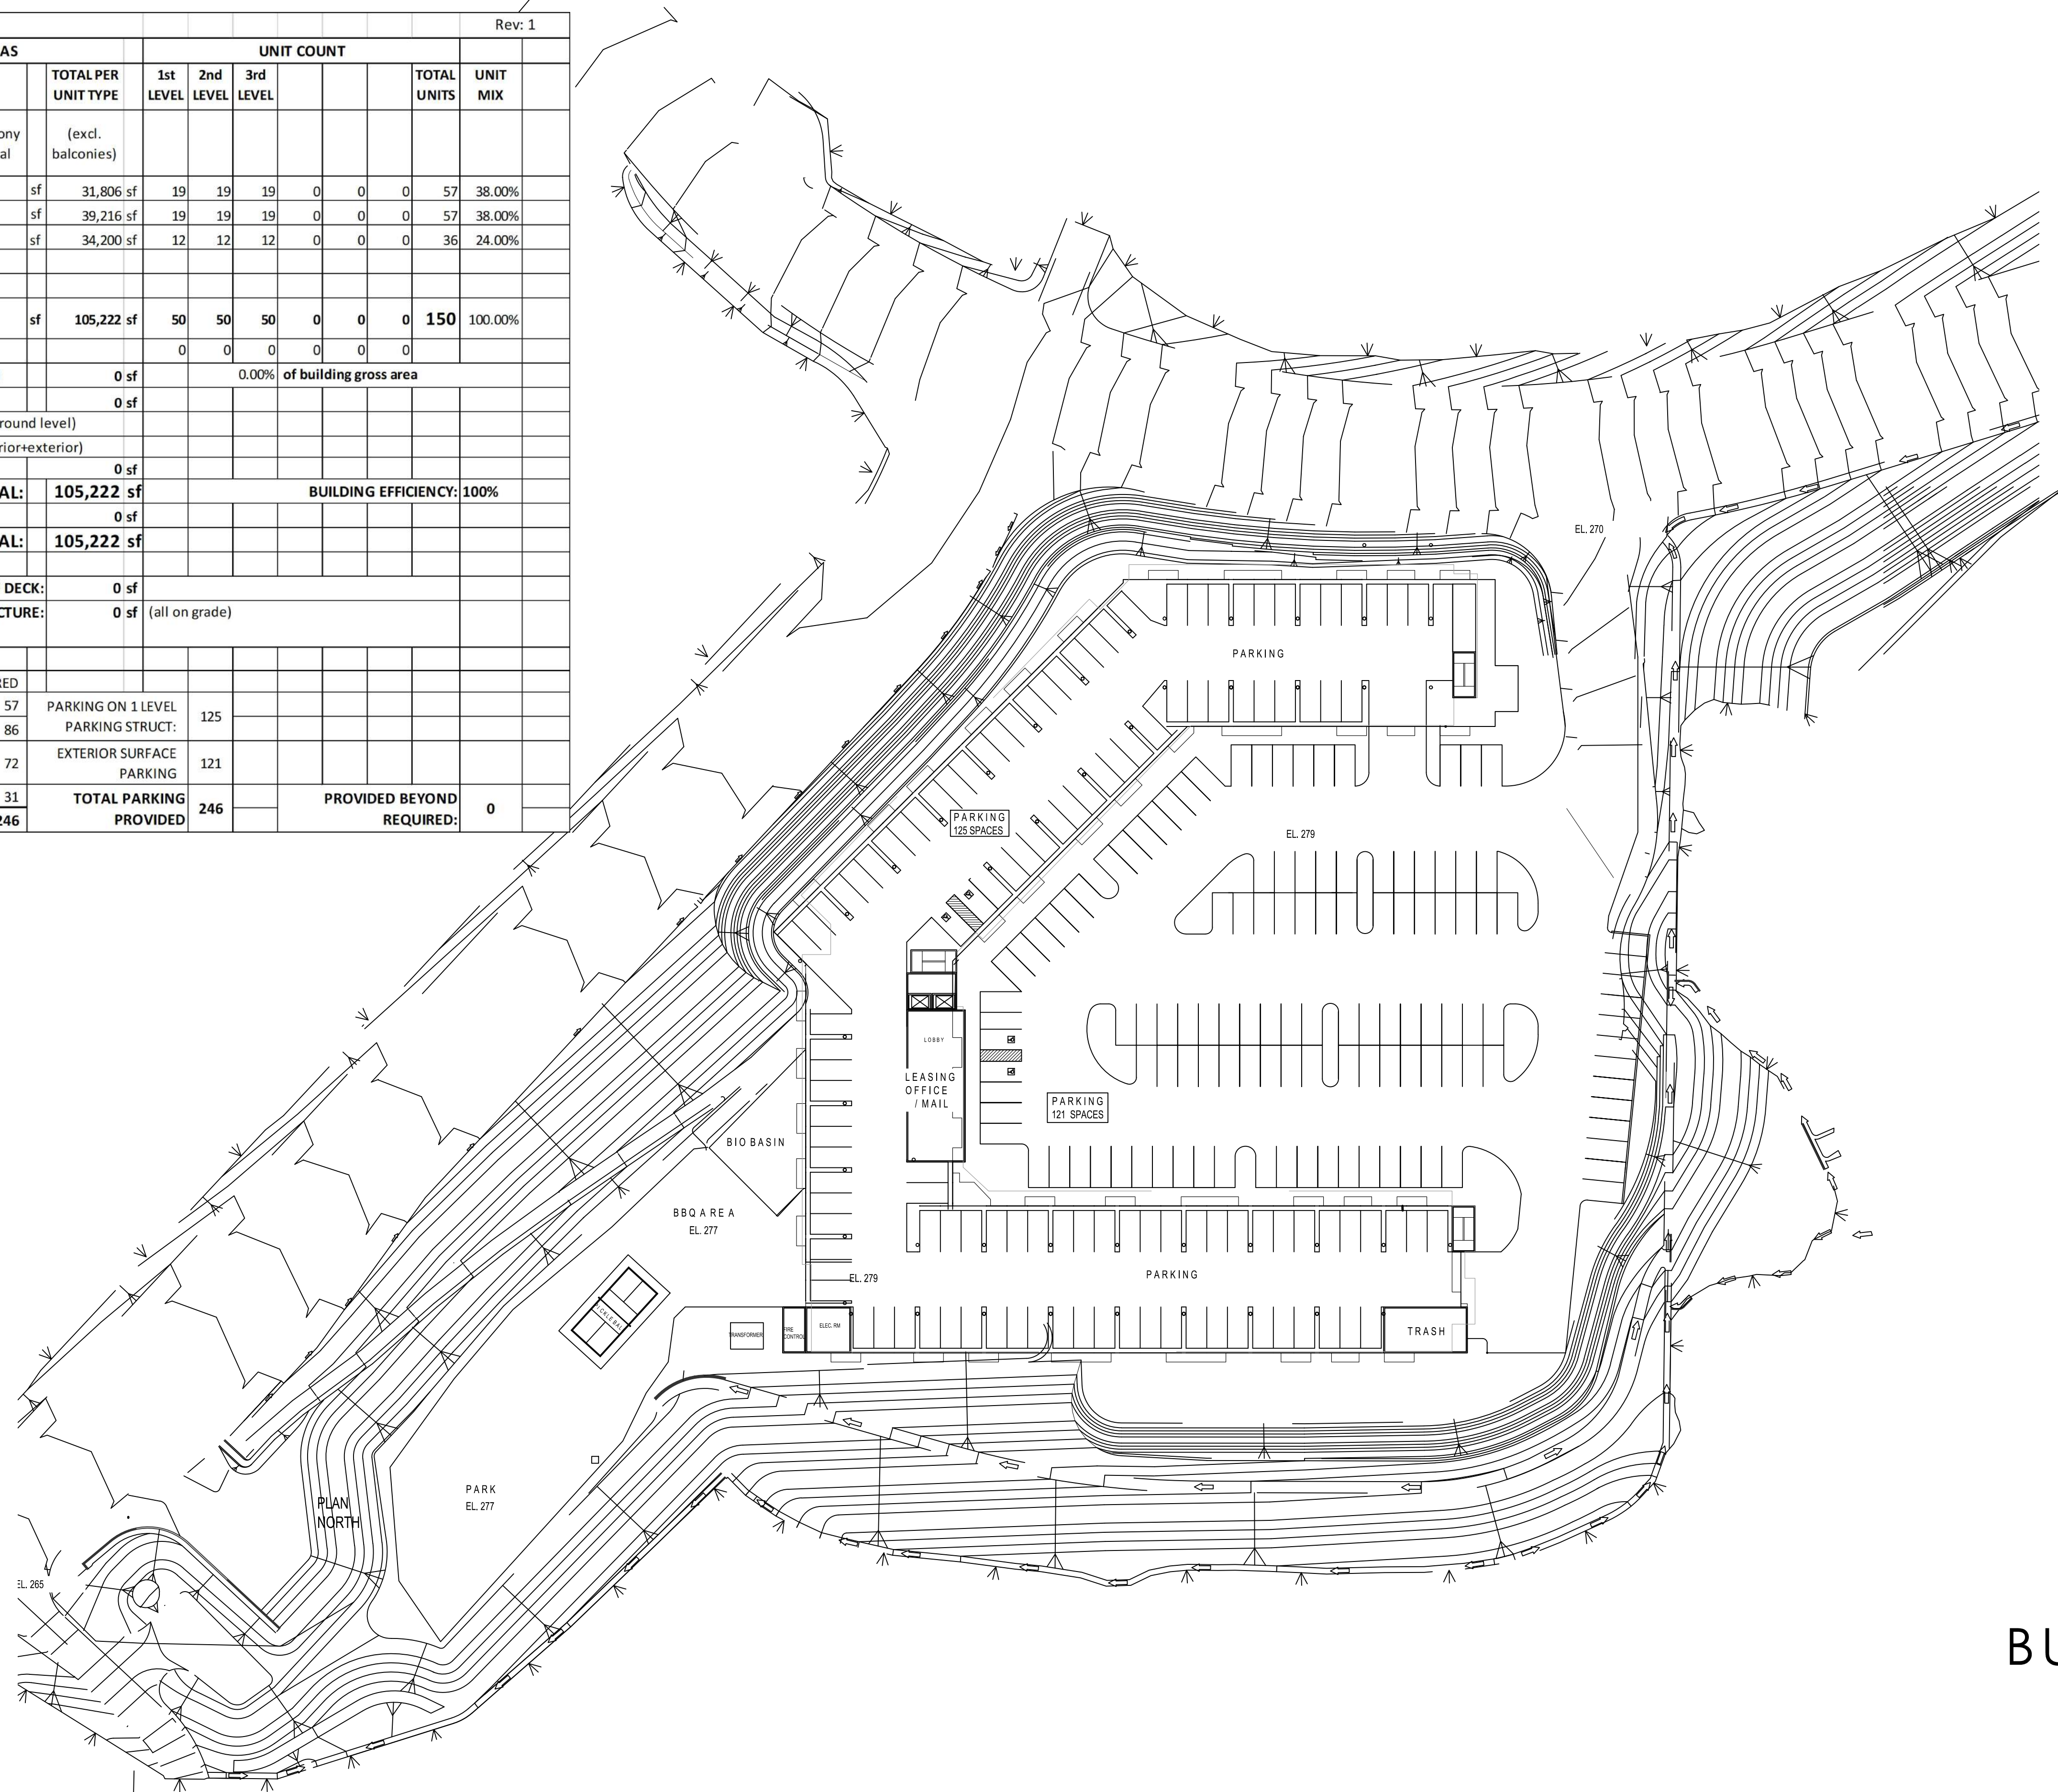 Rev: 1
AS UNIT COUNT
TOTAL PER 1st 2nd 3rd TOTAL UNIT
UNIT TYPE LEVEL LEVEL LEVEL UNITS MIX
ony (excl.
al balconies)
sf 31,806 sf 19 19 19 0 0 0 57 38.00%
sf 39,216 sf 19 19 19 0 0 0 57 38.00%
sf 34,200 sf 12 12 12 0 0 0 36 24.00%
sf 105,222 sf 50 50 50 0 0 0 150 100.00%
0 0 0 0 0 0
0 sf 0.00% of building gross area
0 sf
round level)
rior+exterior)
0 sf
AL: 105,222 sf BUILDING EFFICIENCY: 100%
0 sf
AL: 105,222 sf
DECK: 0 sf
CTURE: 0 sf (all on grade)
RED
57 PARKING ON 1 LEVEL
125
86 PARKING STRUCT:
EXTERIOR SURFACE
72 121
PARKING
31 TOTAL PARKING PROVIDED BEYOND
246 0
246 PROVIDED REQUIRED:
EL. 270
PARKING
PARKING
125 SPACES
EL. 279
LOBBY
LEASING
OFFICE
/ MAIL
PARKING
121 SPACES
BIO BASIN
BBQ AREA
EL. 277
EL. 279
PARKING
TRANSFORMER
FIRE
CONTROL
ELEC. RM
TRASH
PARK
EL. 277
PLAN
NORTH
EL. 265
BU